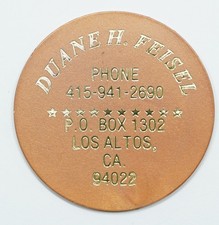 DUANE H. FEISEL
PHONE
415-941-2690
P.O. BOX 1302
LOS ALTOS,
CA.
94022